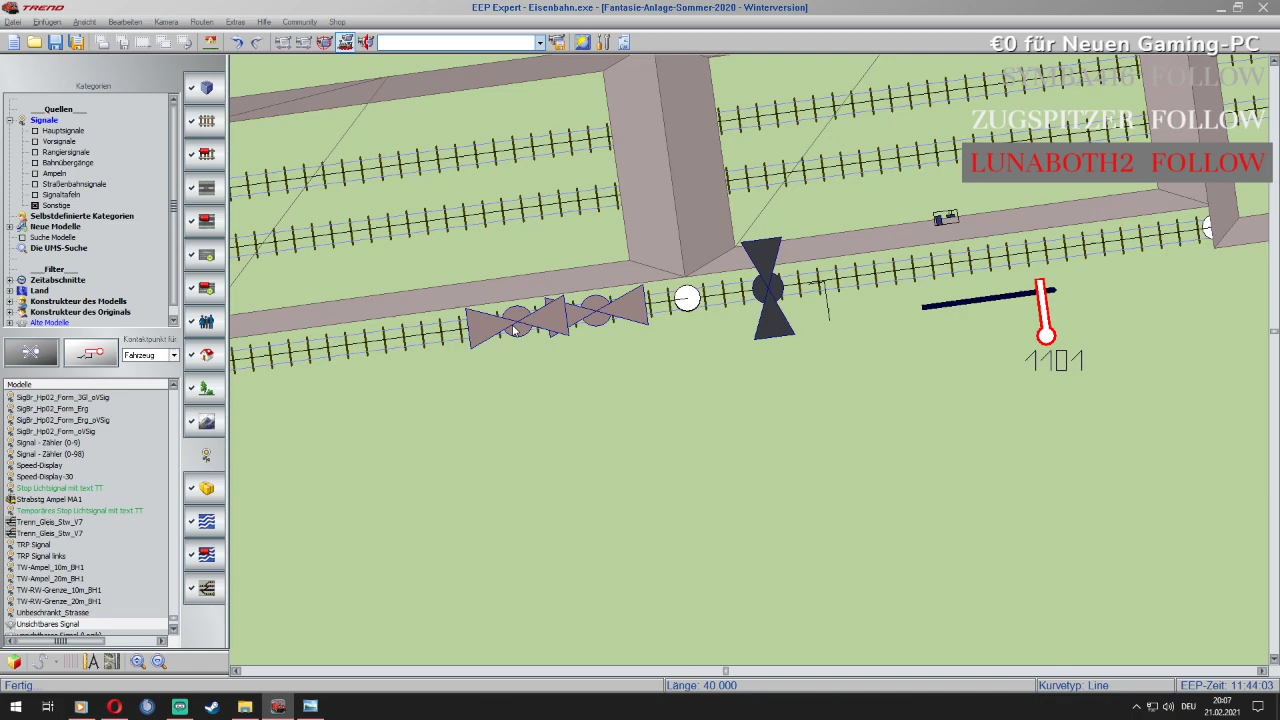 TREND
EEP Expert - Eisenbahn.exe - [Fantasie-Anlage-Sommer-2020 - Winterversion]
Datei Einfügen Ansicht Bearbeiten Kamera Routen Extras Hilfe Community Shop
€0 für Neuen Gaming-PC
FOLLOW
ZUGSPITZER FOLLOW
LUNABOTH2 FOLLOW
Kategorien
___Quellen___
Signale
Hauptsignale
Vorsignale
Rangiersignale
Bahnübergänge
Ampeln
Straßenbahnsignale
Signaltafeln
Sonstige
Selbstdefinierte Kategorien
Neue Modelle
Suche Modelle
Die UMS-Suche
___Filter___
Zeitabschnitte
Land
Konstrukteur des Modells
Konstrukteur des Originals
Alte Modelle
Kontaktpunkt für
Fahrzeug
Modelle
SigBr_Hp02_Form_3Gl_oVSig
SigBr_Hp02_Form_Erg
SigBr_Hp02_Form_Erg_oVSig
SigBr_Hp02_Form_oVSig
Signal - Zähler (0-9)
Signal - Zähler (0-98)
Speed-Display
Speed-Display-30
Stop Lichtsignal mit text TT
Strabstg Ampel MA1
Temporäres Stop Lichtsignal mit text TT
Trenn_Gleis_Stw_V7
Trenn_Gleis_Stw_V7
TRP Signal
TRP Signal links
TW-Ampel_10m_BH1
TW-Ampel_20m_BH1
TW-RW-Grenze_10m_BH1
TW-RW-Grenze_20m_BH1
Unbeschrankt_Strasse
Unsichtbares Signal
unsichtbares Signal (Logik)
1101
Fertig
Länge: 40 000
Kurvetyp: Line
EEP-Zeit: 11:44:03
DEU
20:07
21.02.2021